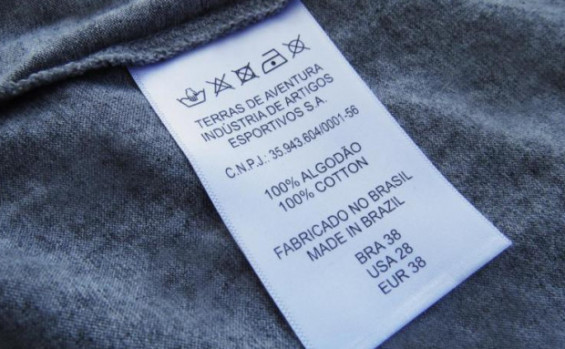 TERRAS DE AVENTURA
INDÚSTRIA DE ARTIGOS
ESPORTIVOS S.A.
C.N.P.J.: 35.943.604/0001-56
100% ALGODÃO
100% COTTON
FABRICADO NO BRASIL
MADE IN BRAZIL
BRA 38
USA 28
EUR 38